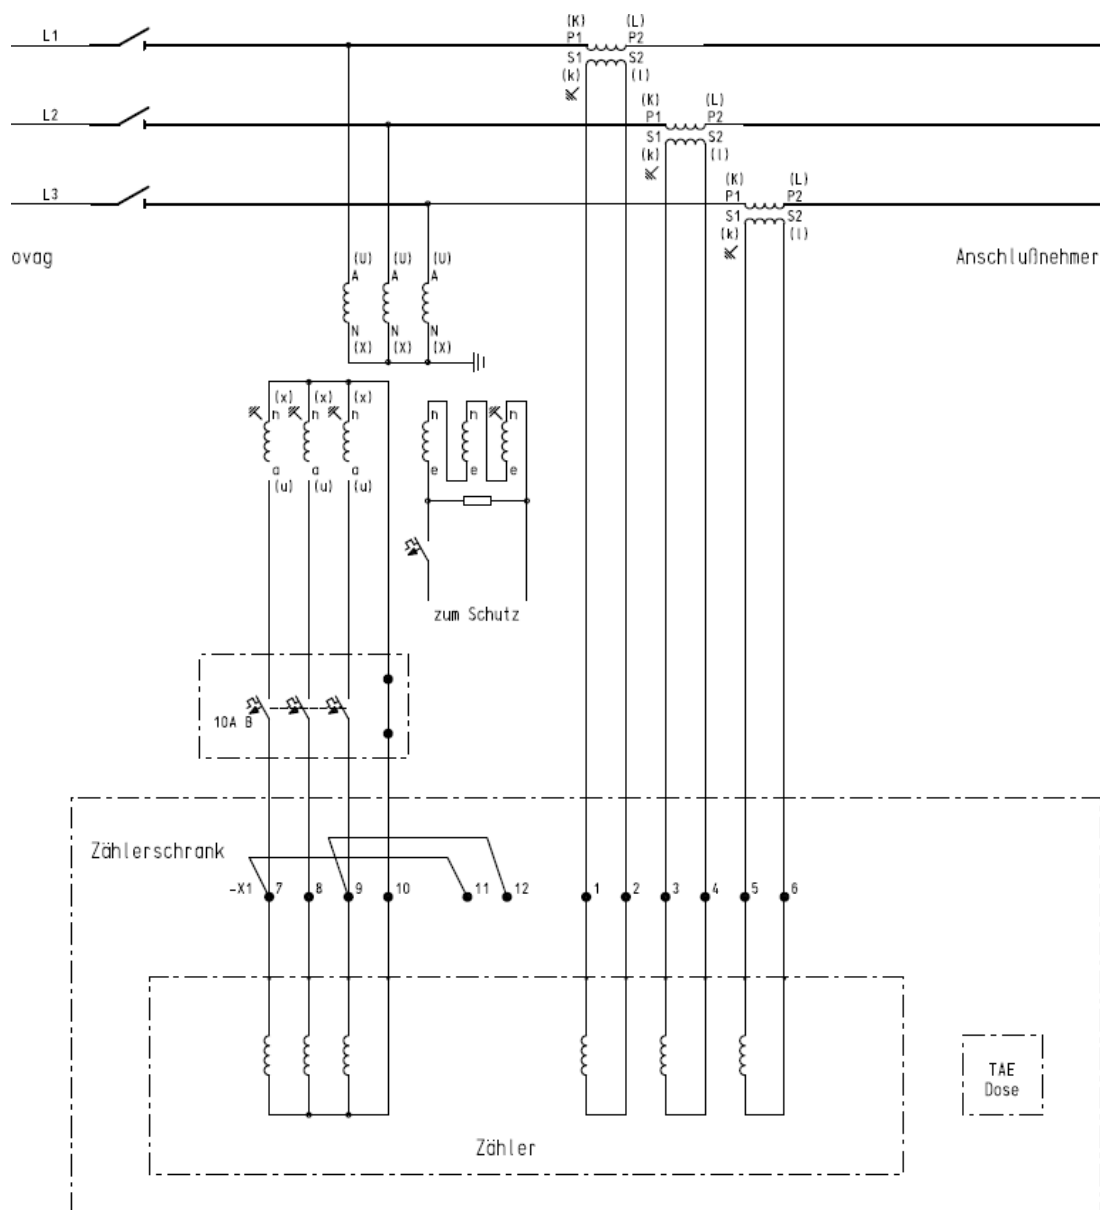 (K) (L)
L1 P1 P2
S1 S2
(k) (l)
(K) (L)
L2 P1 P2
S1 S2
(k) (l)
(K) (L)
L3 P1 P2
S1 S2
(k) (l)
ovag Anschlußnehmer
(U) (U) (U)
A A A
N N N
(X) (X) (X)
(x) (x) (x)
n n n n n n
a a a e e e
(u) (u) (u)
zum Schutz
10A B
Zählerschrank
-X1 7 8 9 10 11 12 1 2 3 4 5 6
TAE
Dose
Zähler